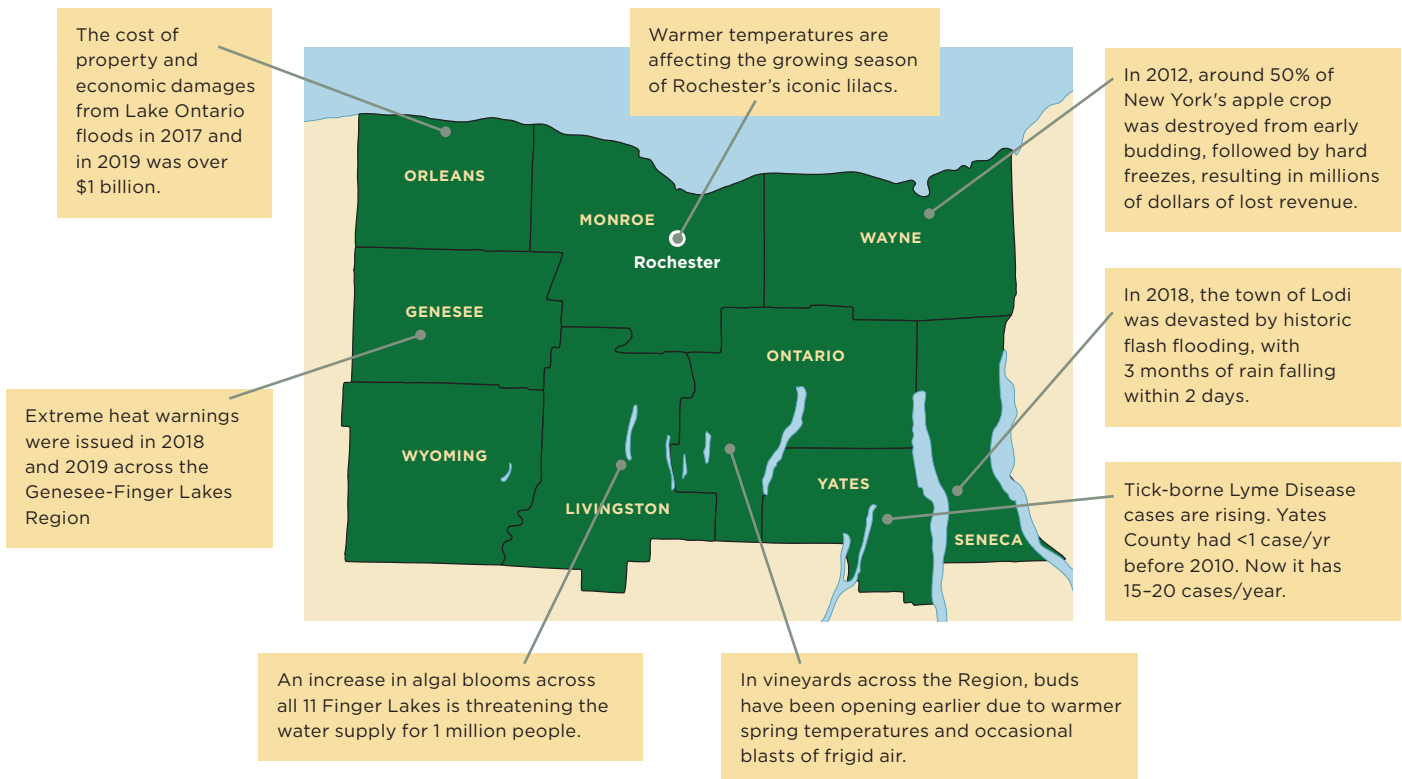 The cost of
property and
economic damages
from Lake Ontario
floods in 2017 and
in 2019 was over
$1 billion.
Warmer temperatures are
affecting the growing season
of Rochester's iconic lilacs.
In 2012, around 50% of
New York's apple crop
was destroyed from early
budding, followed by hard
freezes, resulting in millions
of dollars of lost revenue.
ORLEANS
MONROE
WAYNE
Rochester
GENESEE
ONTARIO
In 2018, the town of Lodi
was devasted by historic
flash flooding, with
3 months of rain falling
within 2 days.
Extreme heat warnings
were issued in 2018
and 2019 across the
Genesee-Finger Lakes
Region
WYOMING
LIVINGSTON
YATES
SENECA
Tick-borne Lyme Disease
cases are rising. Yates
County had <1 case/yr
before 2010. Now it has
15–20 cases/year.
An increase in algal blooms across
all 11 Finger Lakes is threatening the
water supply for 1 million people.
In vineyards across the Region, buds
have been opening earlier due to warmer
spring temperatures and occasional
blasts of frigid air.